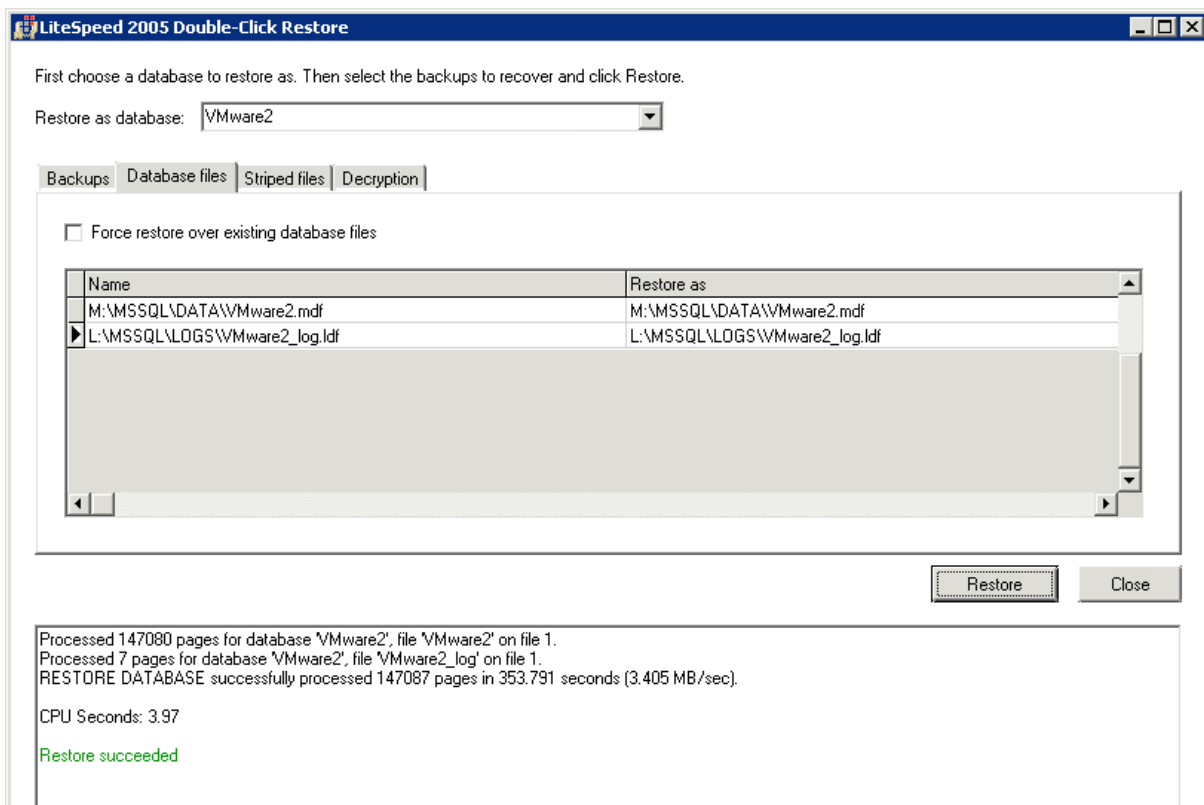 LiteSpeed 2005 Double-Click Restore
First choose a database to restore as. Then select the backups to recover and click Restore.
Restore as database: VMware2
Backups Database files Striped files Decryption
Force restore over existing database files
Name Restore as
M:\MSSQL\DATA\VMware2.mdf M:\MSSQL\DATA\VMware2.mdf
L:\MSSQL\LOGS\VMware2_log.ldf L:\MSSQL\LOGS\VMware2_log.ldf
Restore Close
Processed 147080 pages for database 'VMware2', file 'VMware2' on file 1.
Processed 7 pages for database 'VMware2', file 'VMware2_log' on file 1.
RESTORE DATABASE successfully processed 147087 pages in 353.791 seconds (3.405 MB/sec).
CPU Seconds: 3.97
Restore succeeded